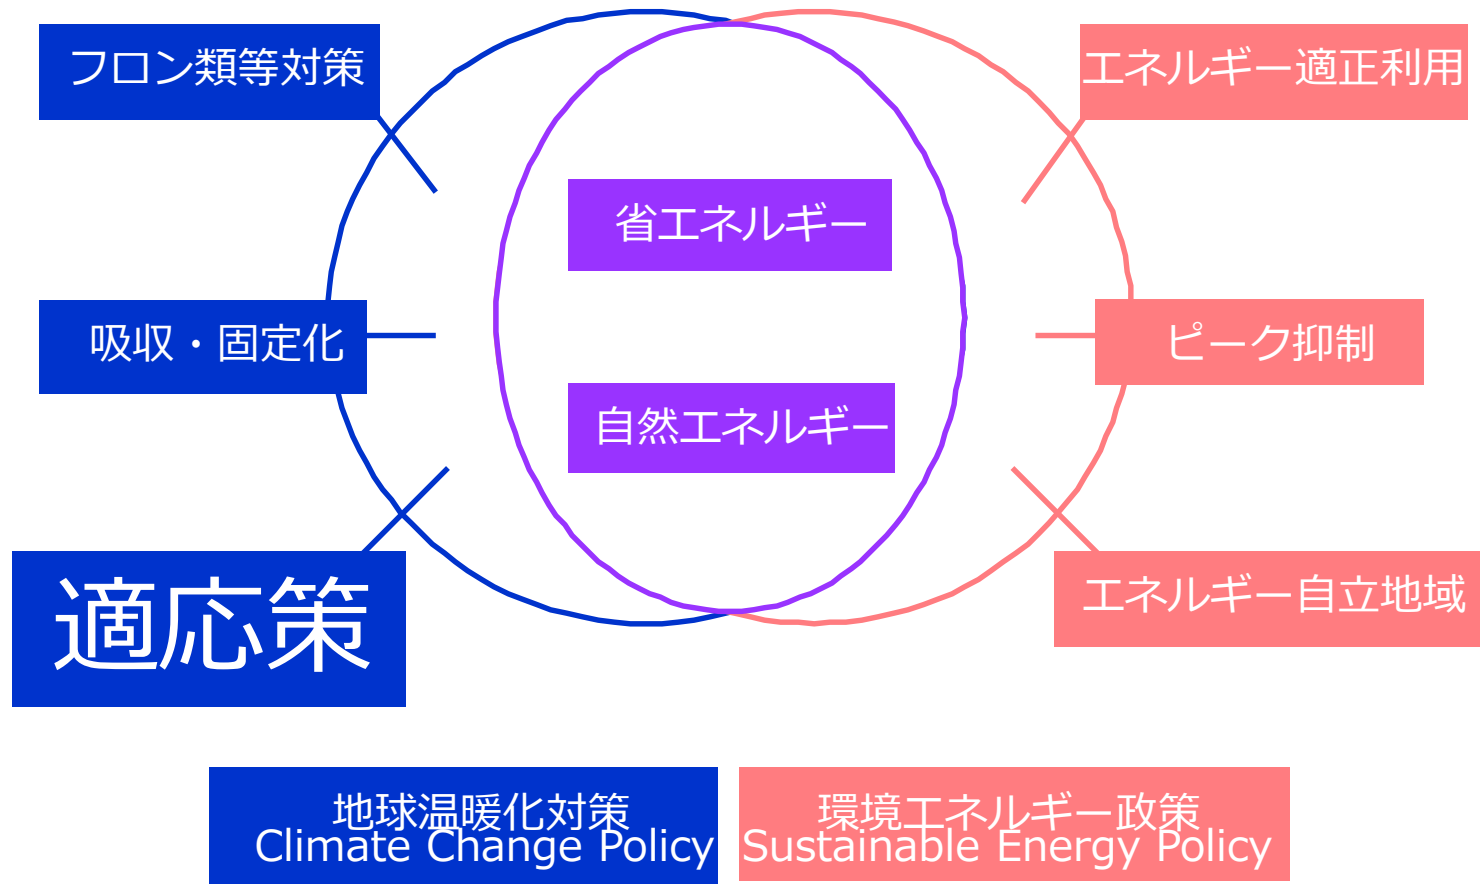 フロン類等対策
エネルギー適正利用
省エネルギー
吸収・固定化
ピーク抑制
自然エネルギー
適応策
エネルギー自立地域
地球温暖化対策
Climate Change Policy
環境エネルギー政策
Sustainable Energy Policy